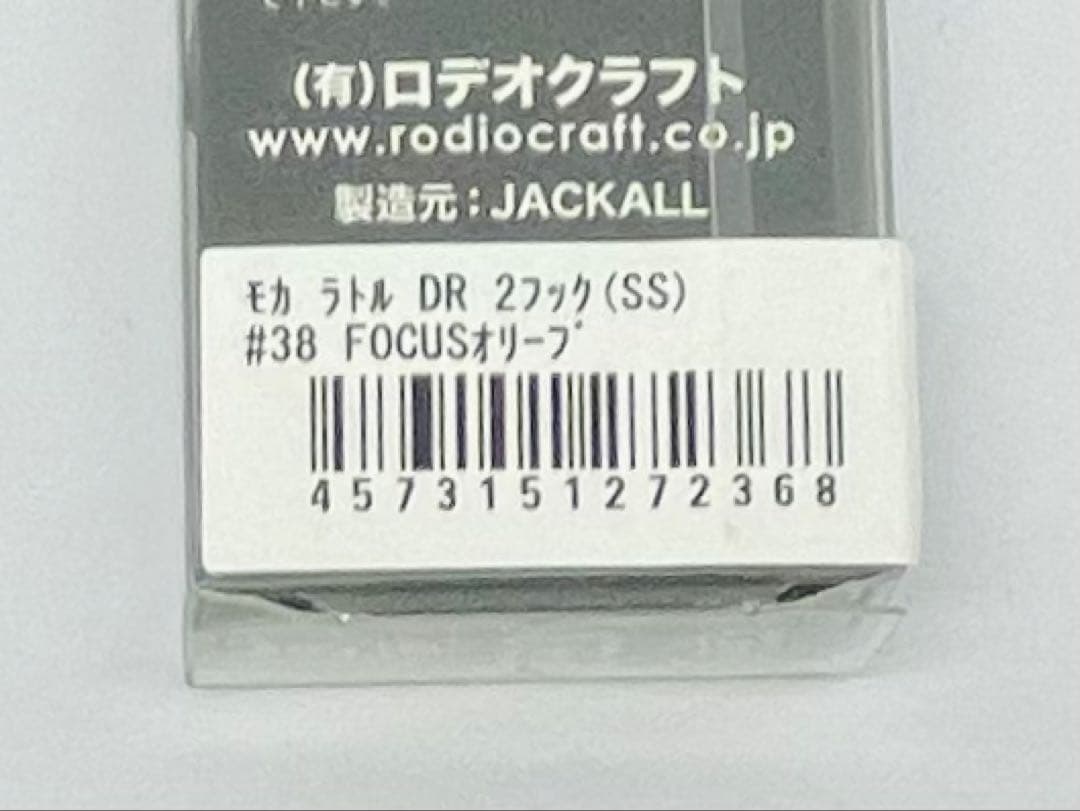 (有)ロデオクラフト
www.rodiocraft.co.jp
製造元:JACKALL
ﾓｶ ﾗﾄﾙ DR 2ﾌｯｸ(SS)
#38 FOCUSｵﾘｰﾌﾞ
4573151272368